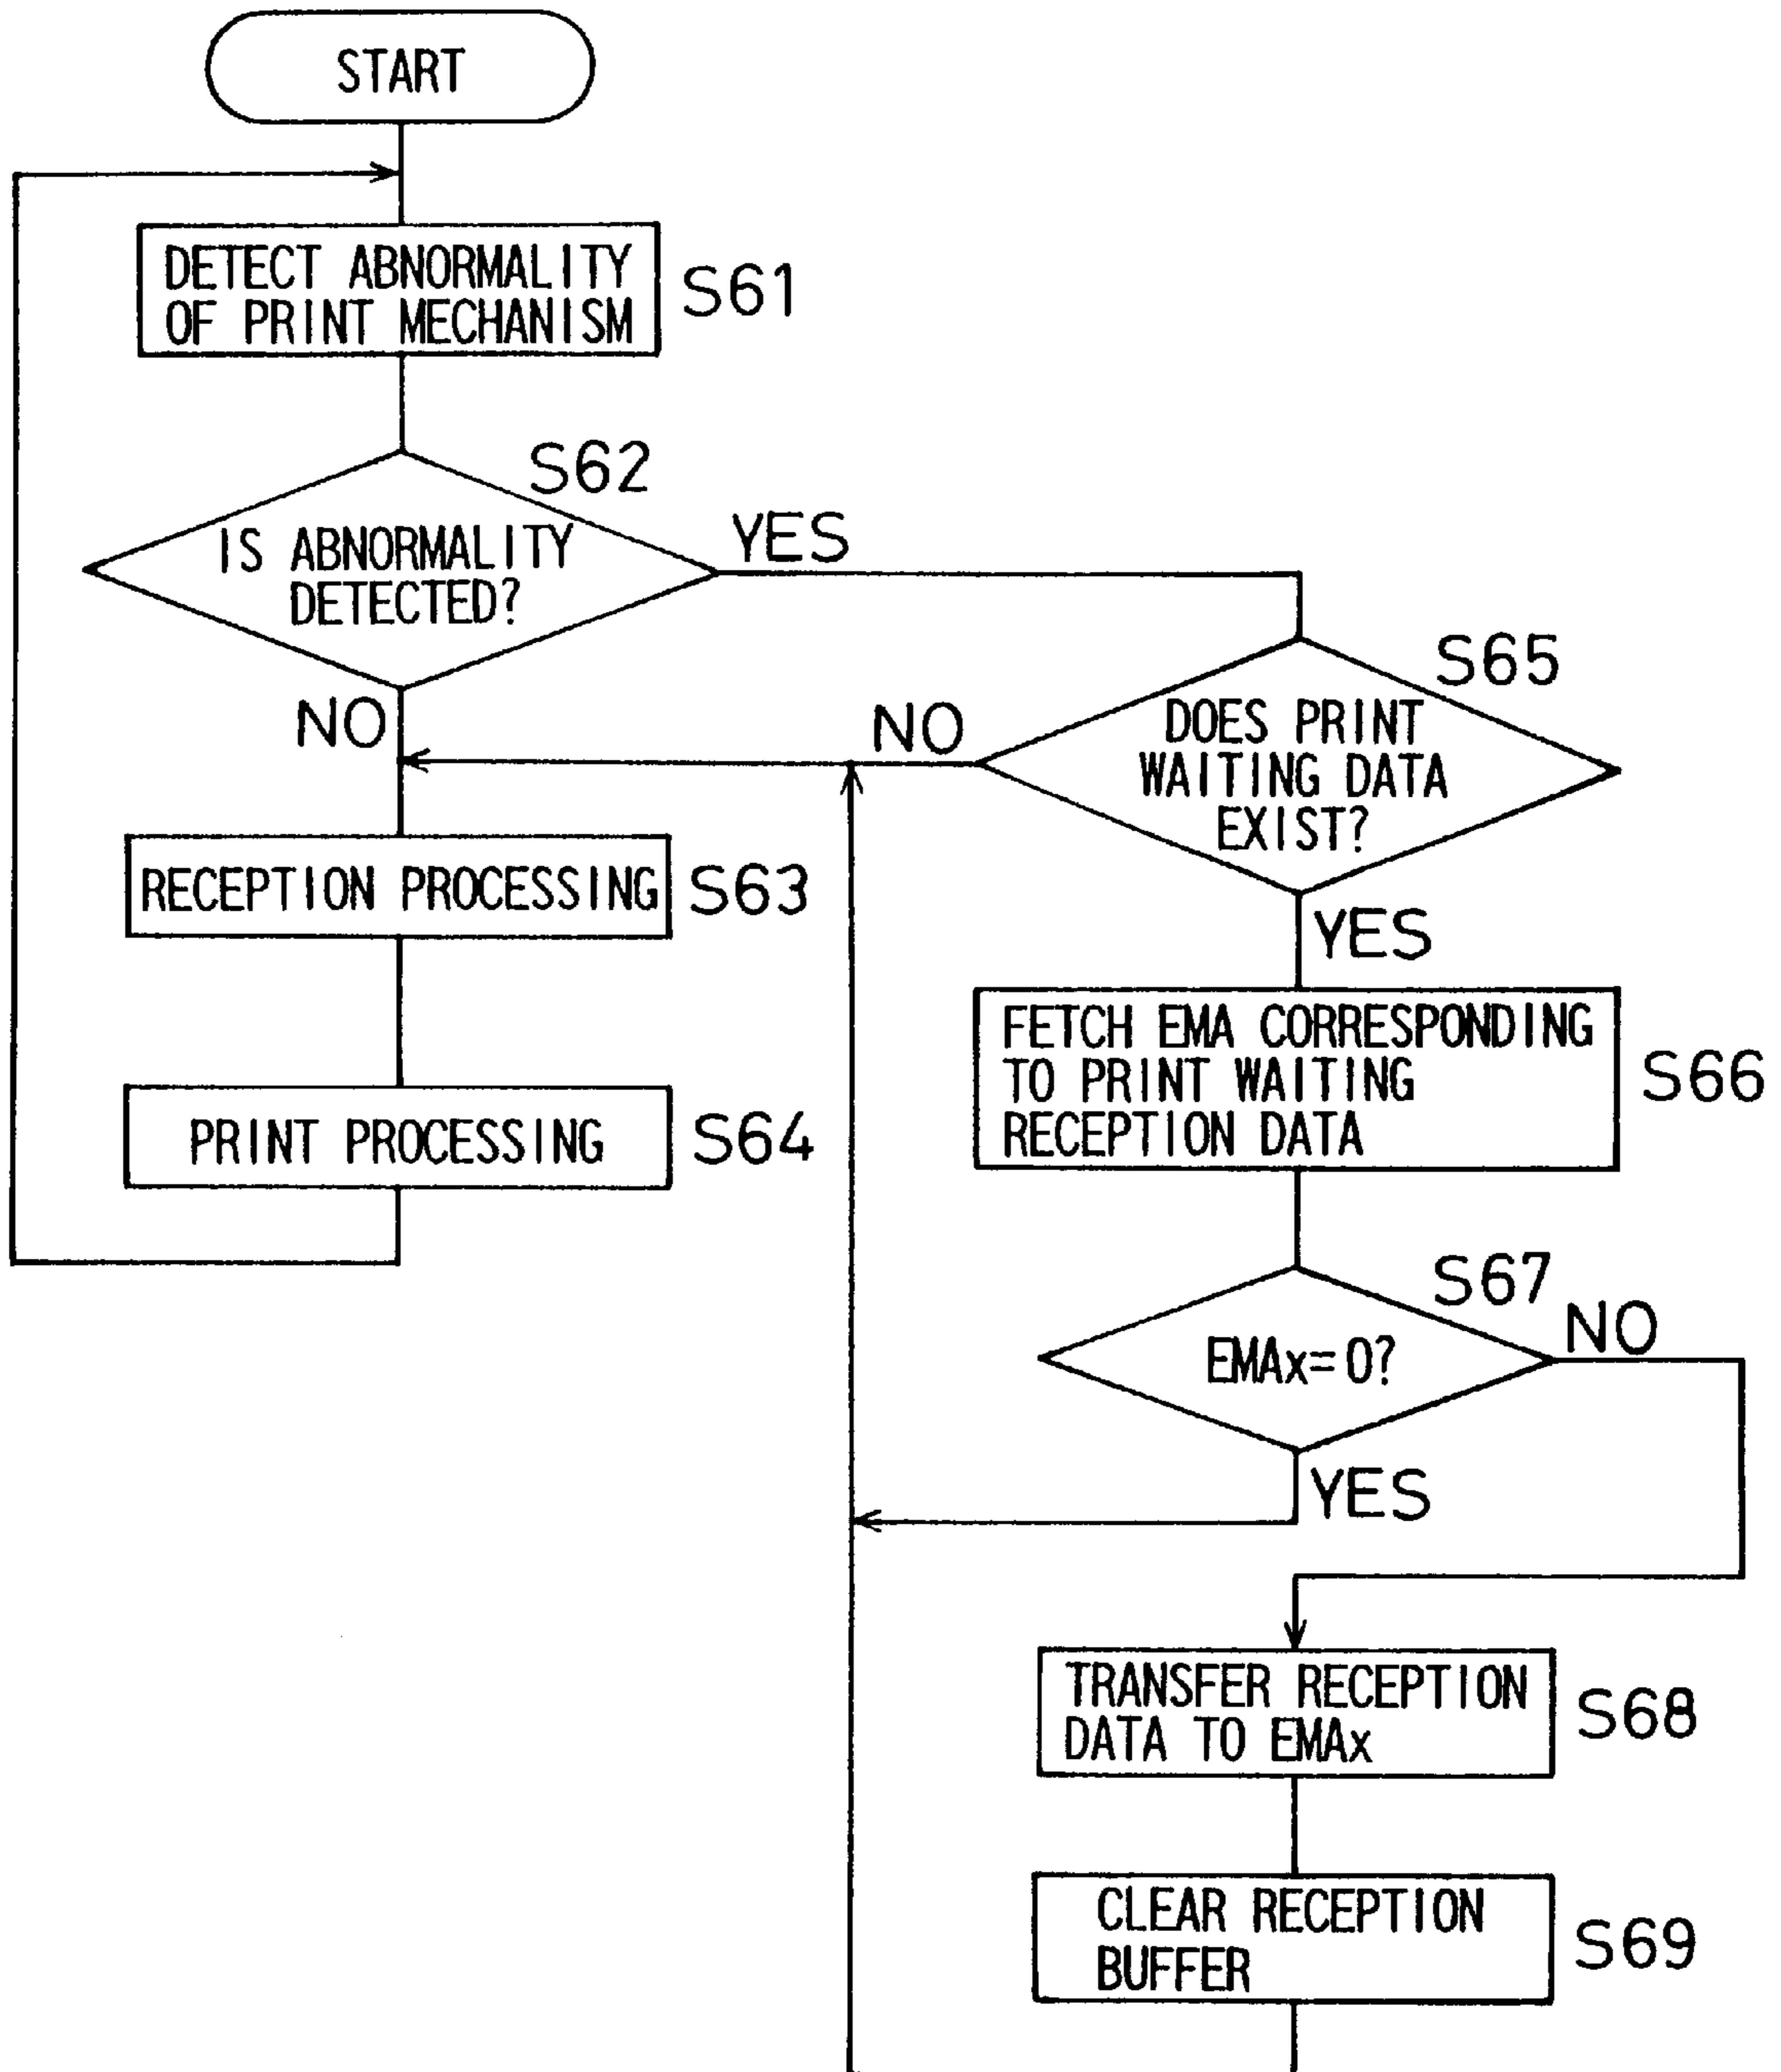 START
DETECT ABNORMALITY
OF PRINT MECHANISM
S61
S62
IS ABNORMALITY
DETECTED?
YES
NO
S65
DOES PRINT
WAITING DATA
EXIST?
NO
YES
RECEPTION PROCESSING
S63
PRINT PROCESSING
S64
FETCH EMA CORRESPONDING
TO PRINT WAITING
RECEPTION DATA
S66
S67
EMAx=0?
NO
YES
TRANSFER RECEPTION
DATA TO EMAx
S68
CLEAR RECEPTION
BUFFER
S69